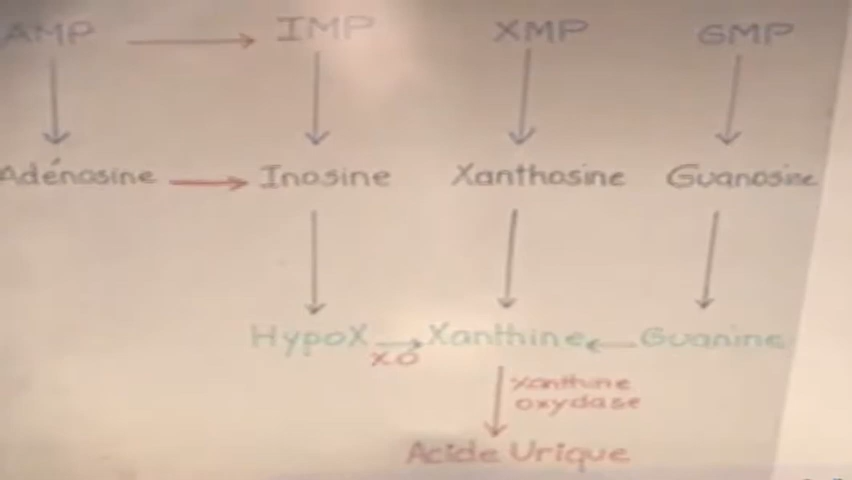 AMP → IMP XMP GMP
Adénosine → Inosine Xanthosine Guanosine
HypoX → Xanthine ← Guanine
XO
Xanthine
oxydase
Acide Urique